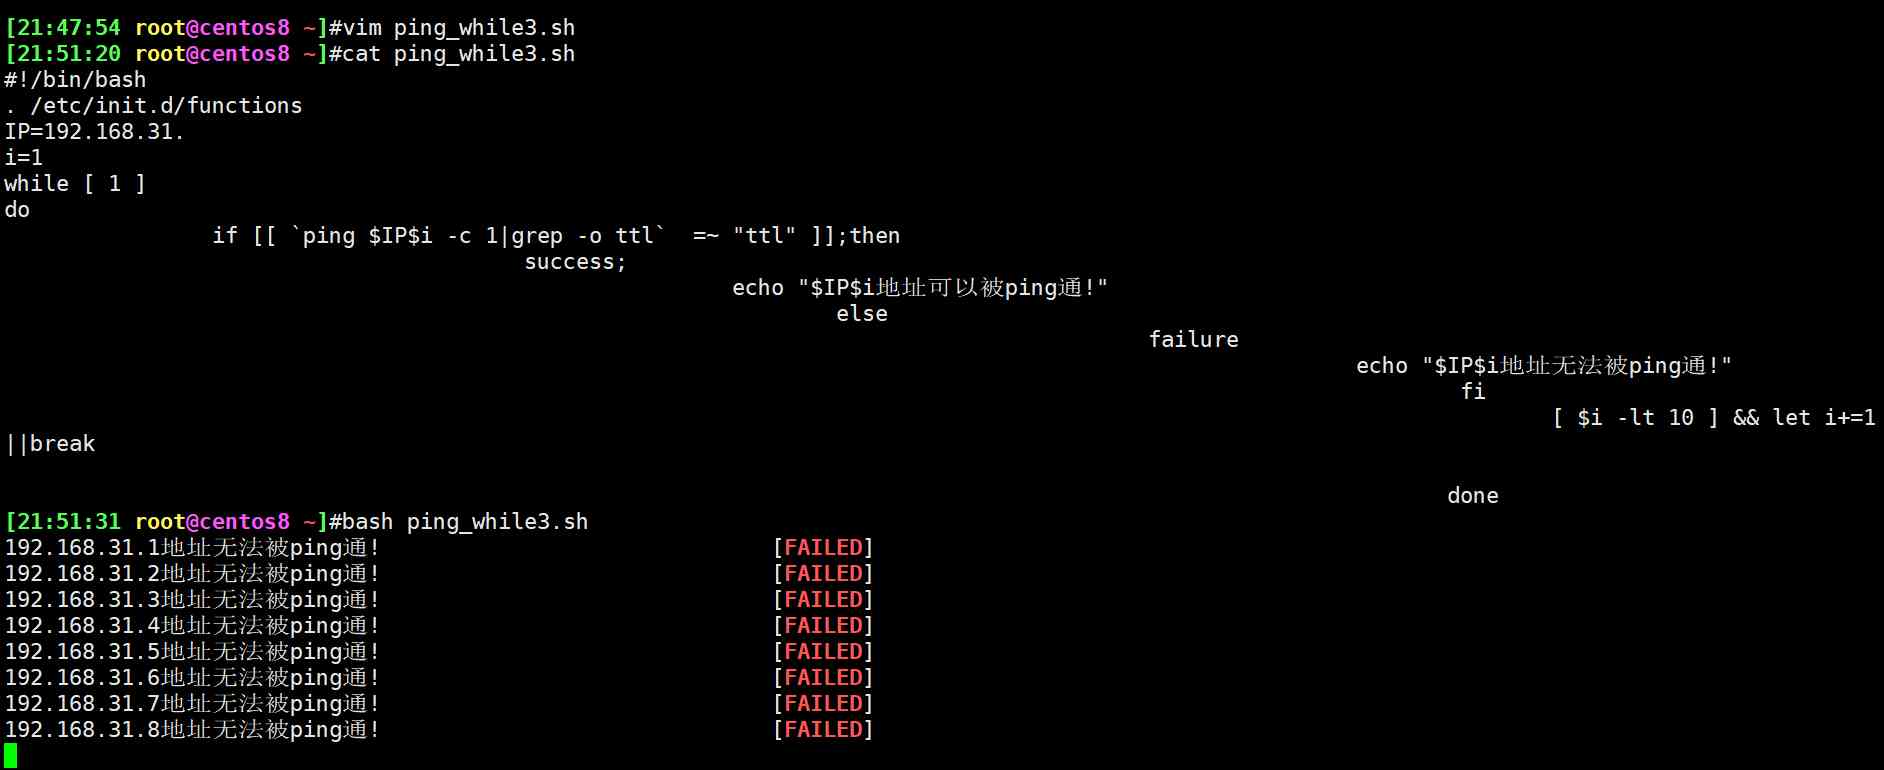 [21:47:54 root@centos8 ~]#vim ping_while3.sh
[21:51:20 root@centos8 ~]#cat ping_while3.sh
#!/bin/bash
. /etc/init.d/functions
IP=192.168.31.
i=1
while [ 1 ]
do
if [[ `ping $IP$i -c 1|grep -o ttl`  =~ "ttl" ]];then
success;
echo "$IP$i地址可以被ping通!"
else
failure
echo "$IP$i地址无法被ping通!"
fi
[ $i -lt 10 ] && let i+=1
||break
done
[21:51:31 root@centos8 ~]#bash ping_while3.sh
192.168.31.1地址无法被ping通! [FAILED]
192.168.31.2地址无法被ping通! [FAILED]
192.168.31.3地址无法被ping通! [FAILED]
192.168.31.4地址无法被ping通! [FAILED]
192.168.31.5地址无法被ping通! [FAILED]
192.168.31.6地址无法被ping通! [FAILED]
192.168.31.7地址无法被ping通! [FAILED]
192.168.31.8地址无法被ping通! [FAILED]